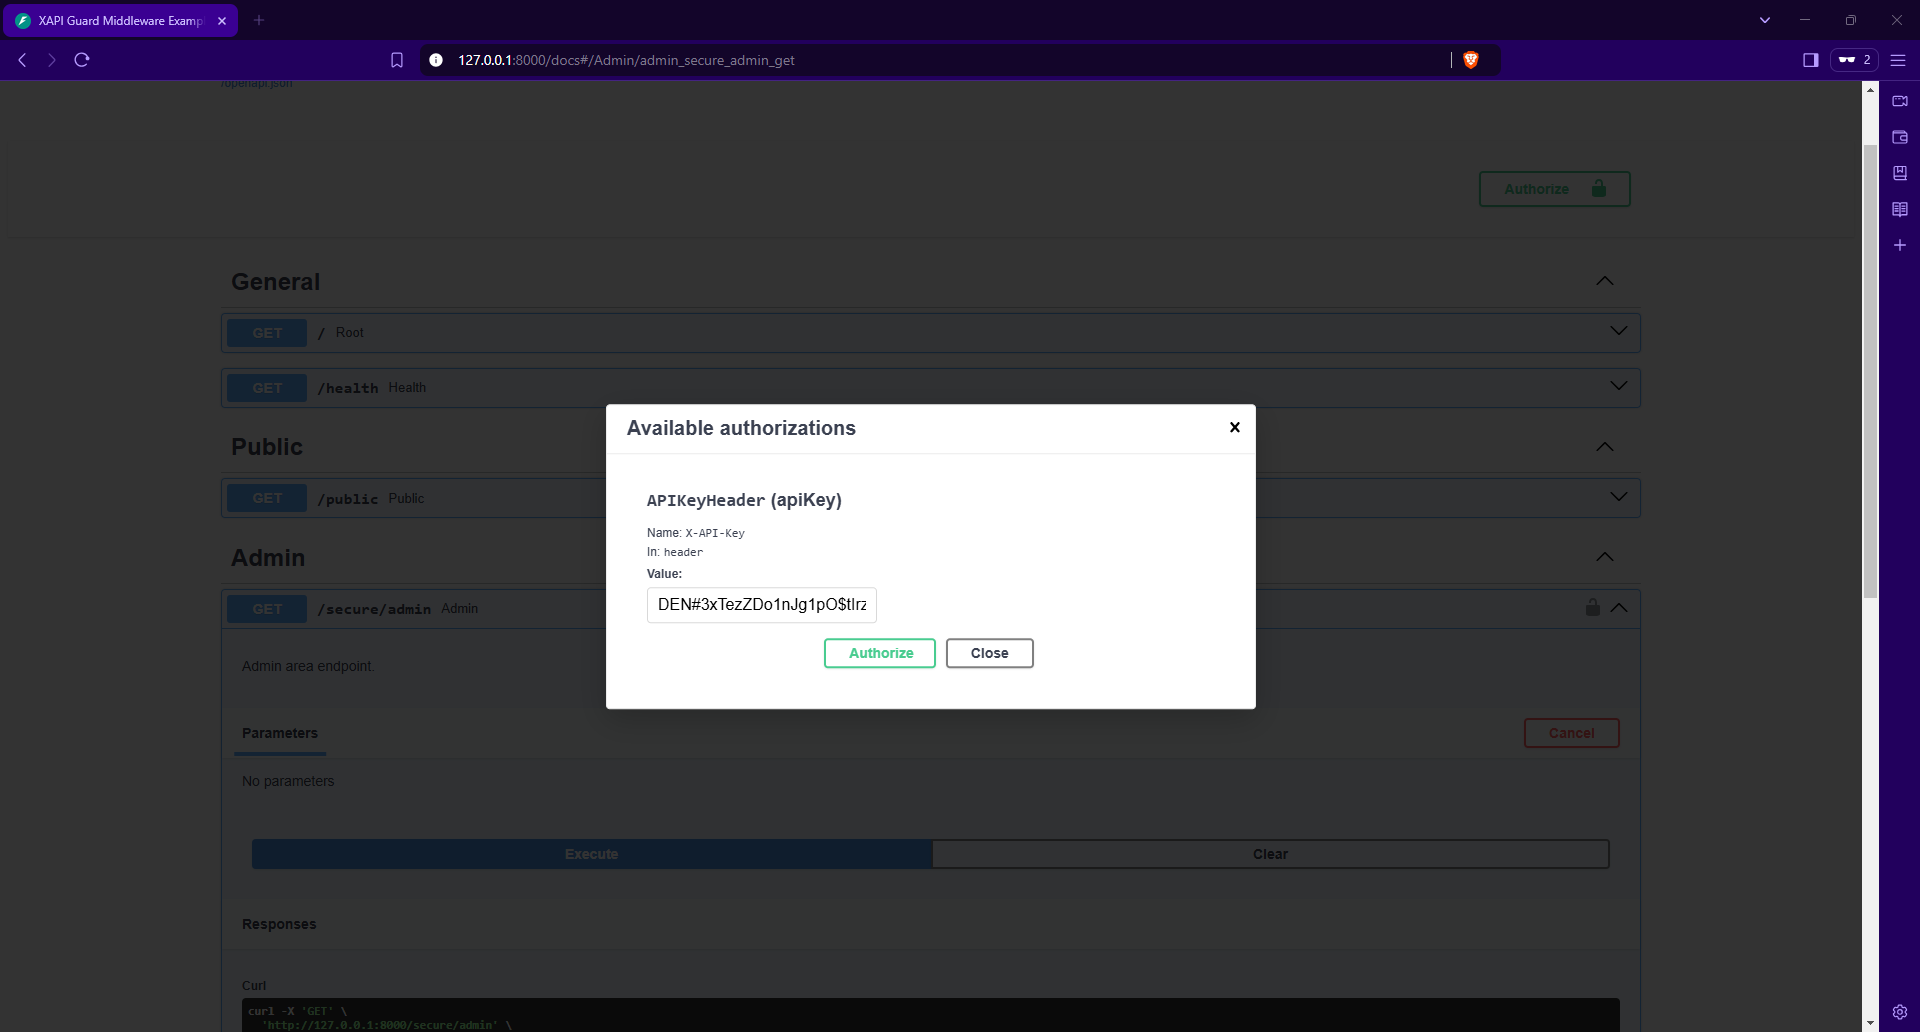 XAPI Guard Middleware Examp
127.0.0.1:8000/docs#/Admin/admin_secure_admin_get
2
/openapi.json
Authorize
General
GET / Root
GET /health Health
Public
GET /public Public
Admin
GET /secure/admin Admin
Admin area endpoint.
Parameters
Cancel
No parameters
Execute
Clear
Responses
Curl
curl -X 'GET' \
'http://127.0.0.1:8000/secure/admin' \
Available authorizations
APIKeyHeader (apiKey)
Name: X-API-Key
In: header
Value:
DEN#3xTezZDo1nJg1pO$tIrz
Authorize
Close